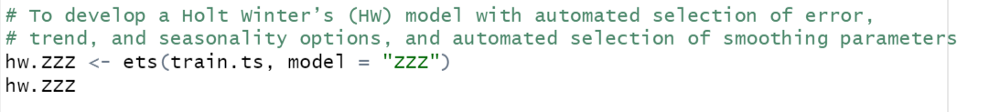 # To develop a Holt Winter’s (HW) model with automated selection of error,
# trend, and seasonality options, and automated selection of smoothing parameters
hw.ZZZ <- ets(train.ts, model = "ZZZ")
hw.ZZZ